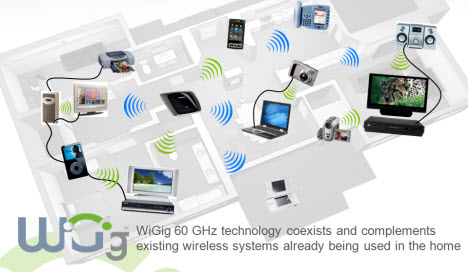 WiGig
WiGig 60 GHz technology coexists and complements
existing wireless systems already being used in the home